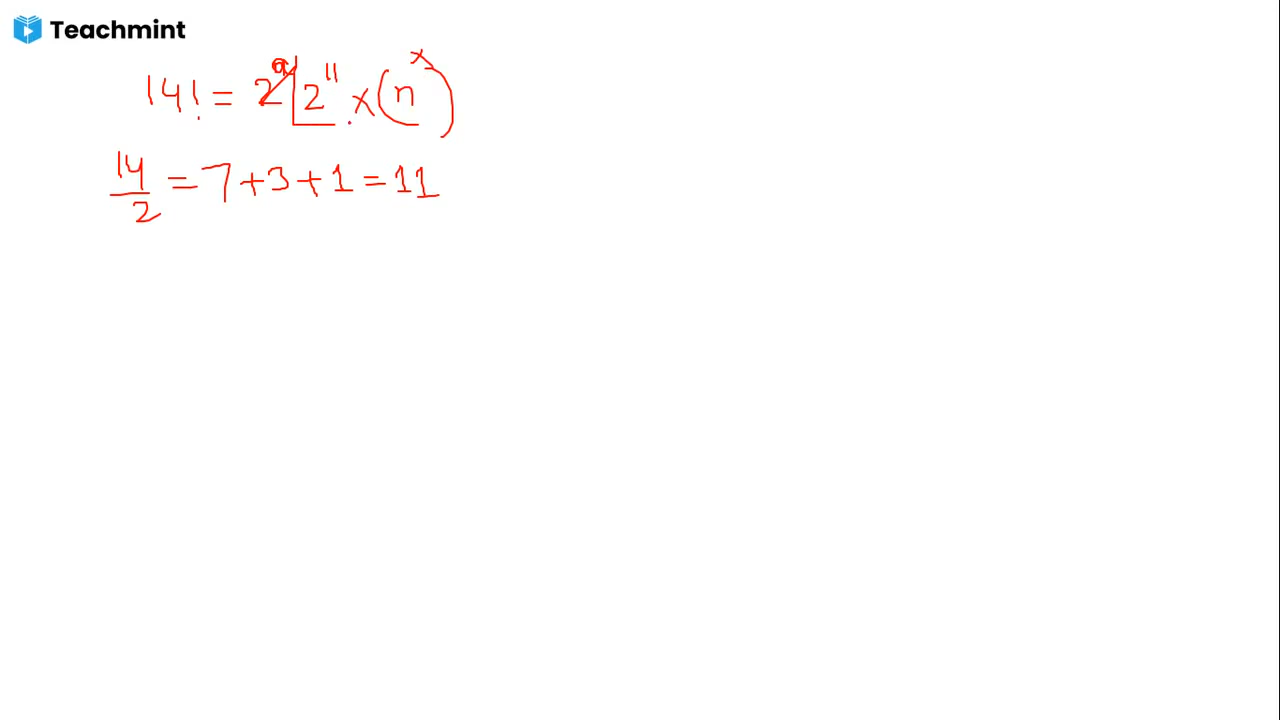 Teachmint
14! = 2^a 2^11 × (n^x)
14/2 = 7+3+1 = 11